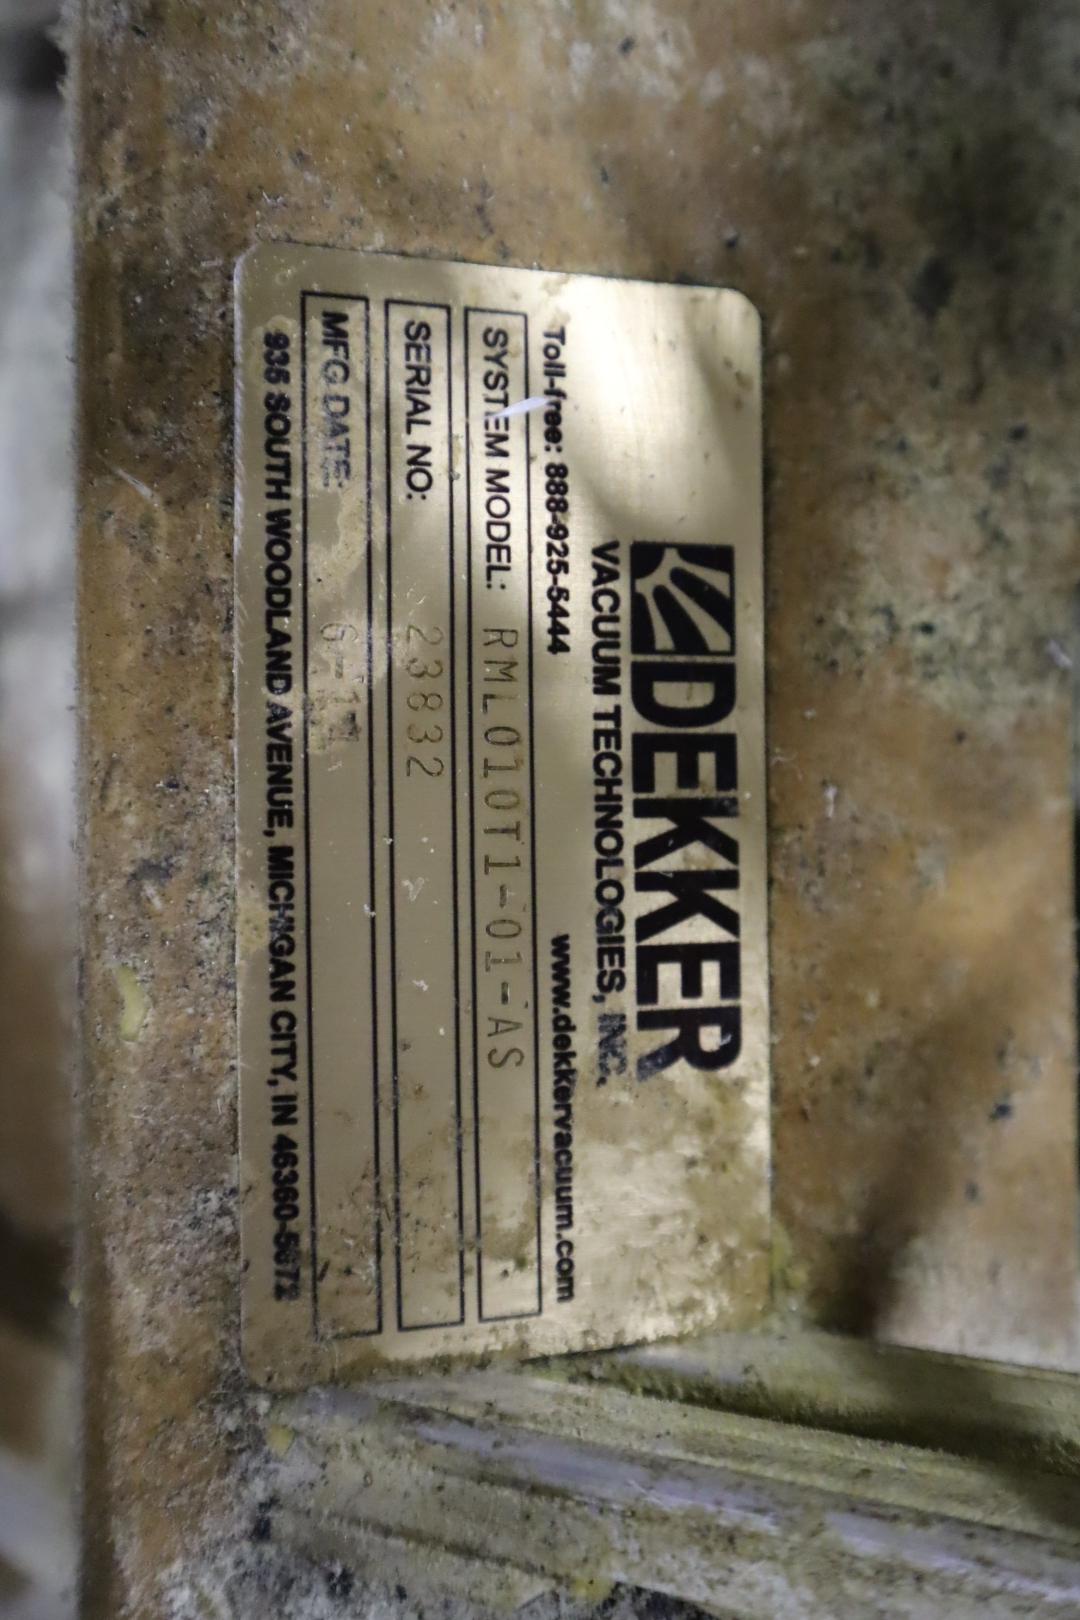 DEKKER
VACUUM TECHNOLOGIES, INC.
Toll-free: 888-925-5444 www.dekkervacuum.com
SYSTEM MODEL: RML010T1-01-AS
SERIAL NO: 23832
MFG DATE:
935 SOUTH WOODLAND AVENUE, MICHIGAN CITY, IN 46360-5672